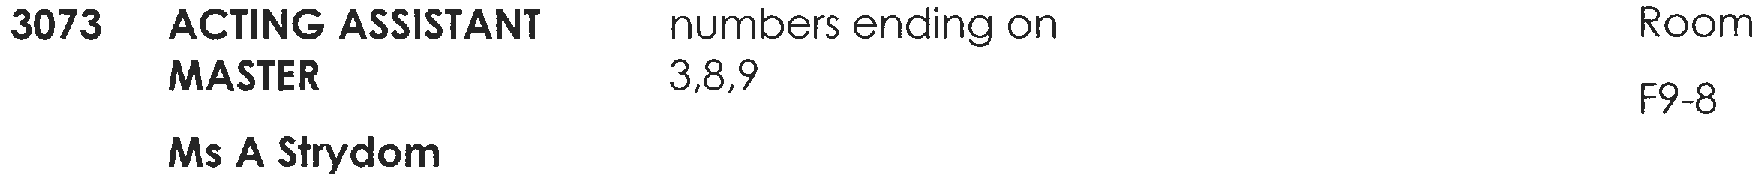 3073 ACTING ASSISTANT numbers ending on Room
MASTER 3,8,9
F9-8
Ms A Strydom